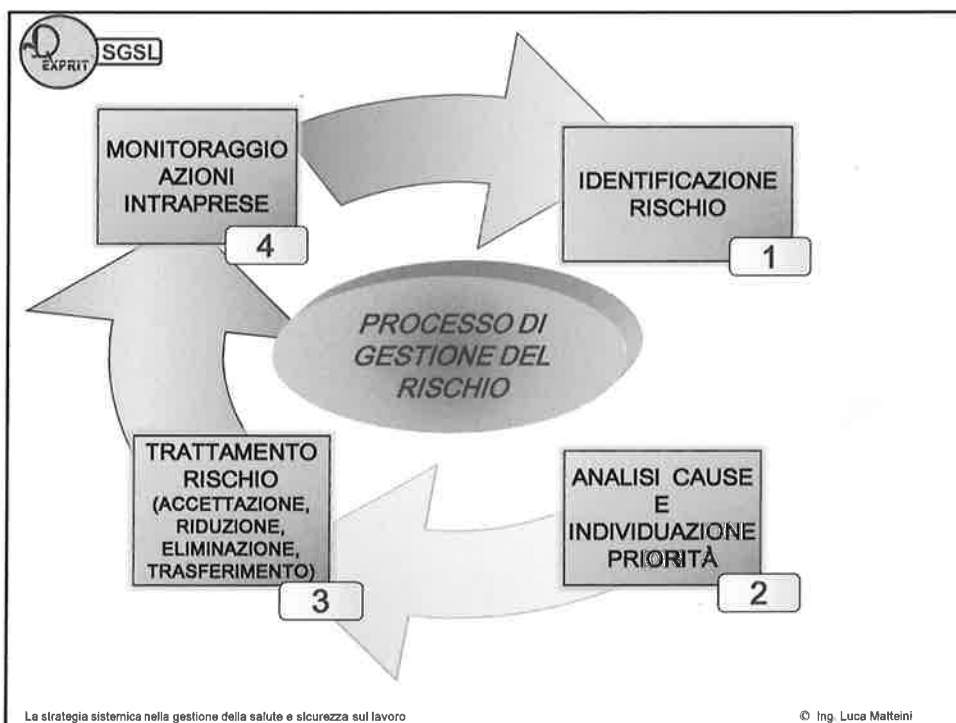 EXPRIT
SGSL
MONITORAGGIO
AZIONI
INTRAPRESE
4
IDENTIFICAZIONE
RISCHIO
1
PROCESSO DI
GESTIONE DEL
RISCHIO
TRATTAMENTO
RISCHIO
(ACCETTAZIONE,
RIDUZIONE,
ELIMINAZIONE,
TRASFERIMENTO)
3
ANALISI CAUSE
E
INDIVIDUAZIONE
PRIORITÀ
2
La strategia sistemica nella gestione della salute e sicurezza sul lavoro
© Ing. Luca Matteini